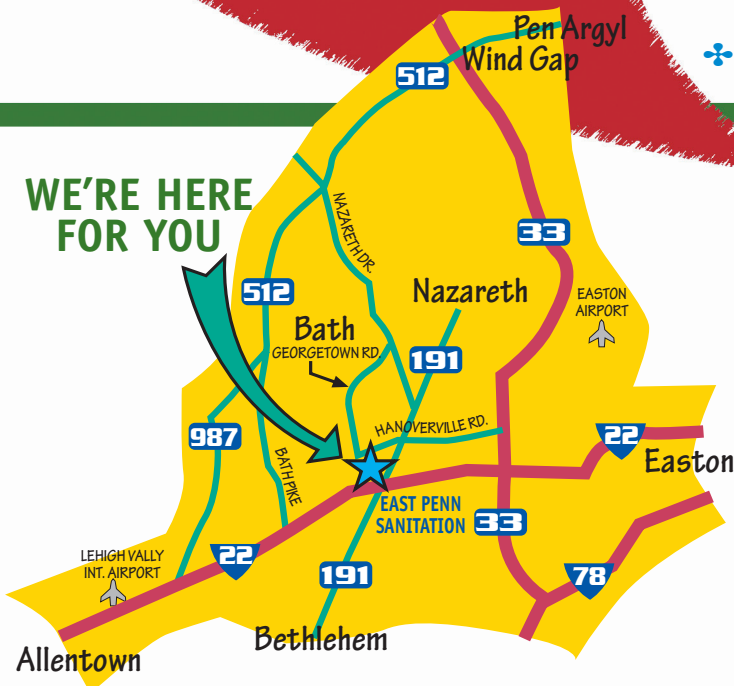 Pen Argyl
Wind Gap
512
WE'RE HERE
FOR YOU
NAZARETH DR.
33
512
Nazareth
EASTON
AIRPORT
Bath
GEORGETOWN RD.
191
987
HANOVERVILLE RD.
22
Easton
BATH PIKE
EAST PENN
SANITATION
33
LEHIGH VALLY
INT. AIRPORT
22
191
78
Bethlehem
Allentown